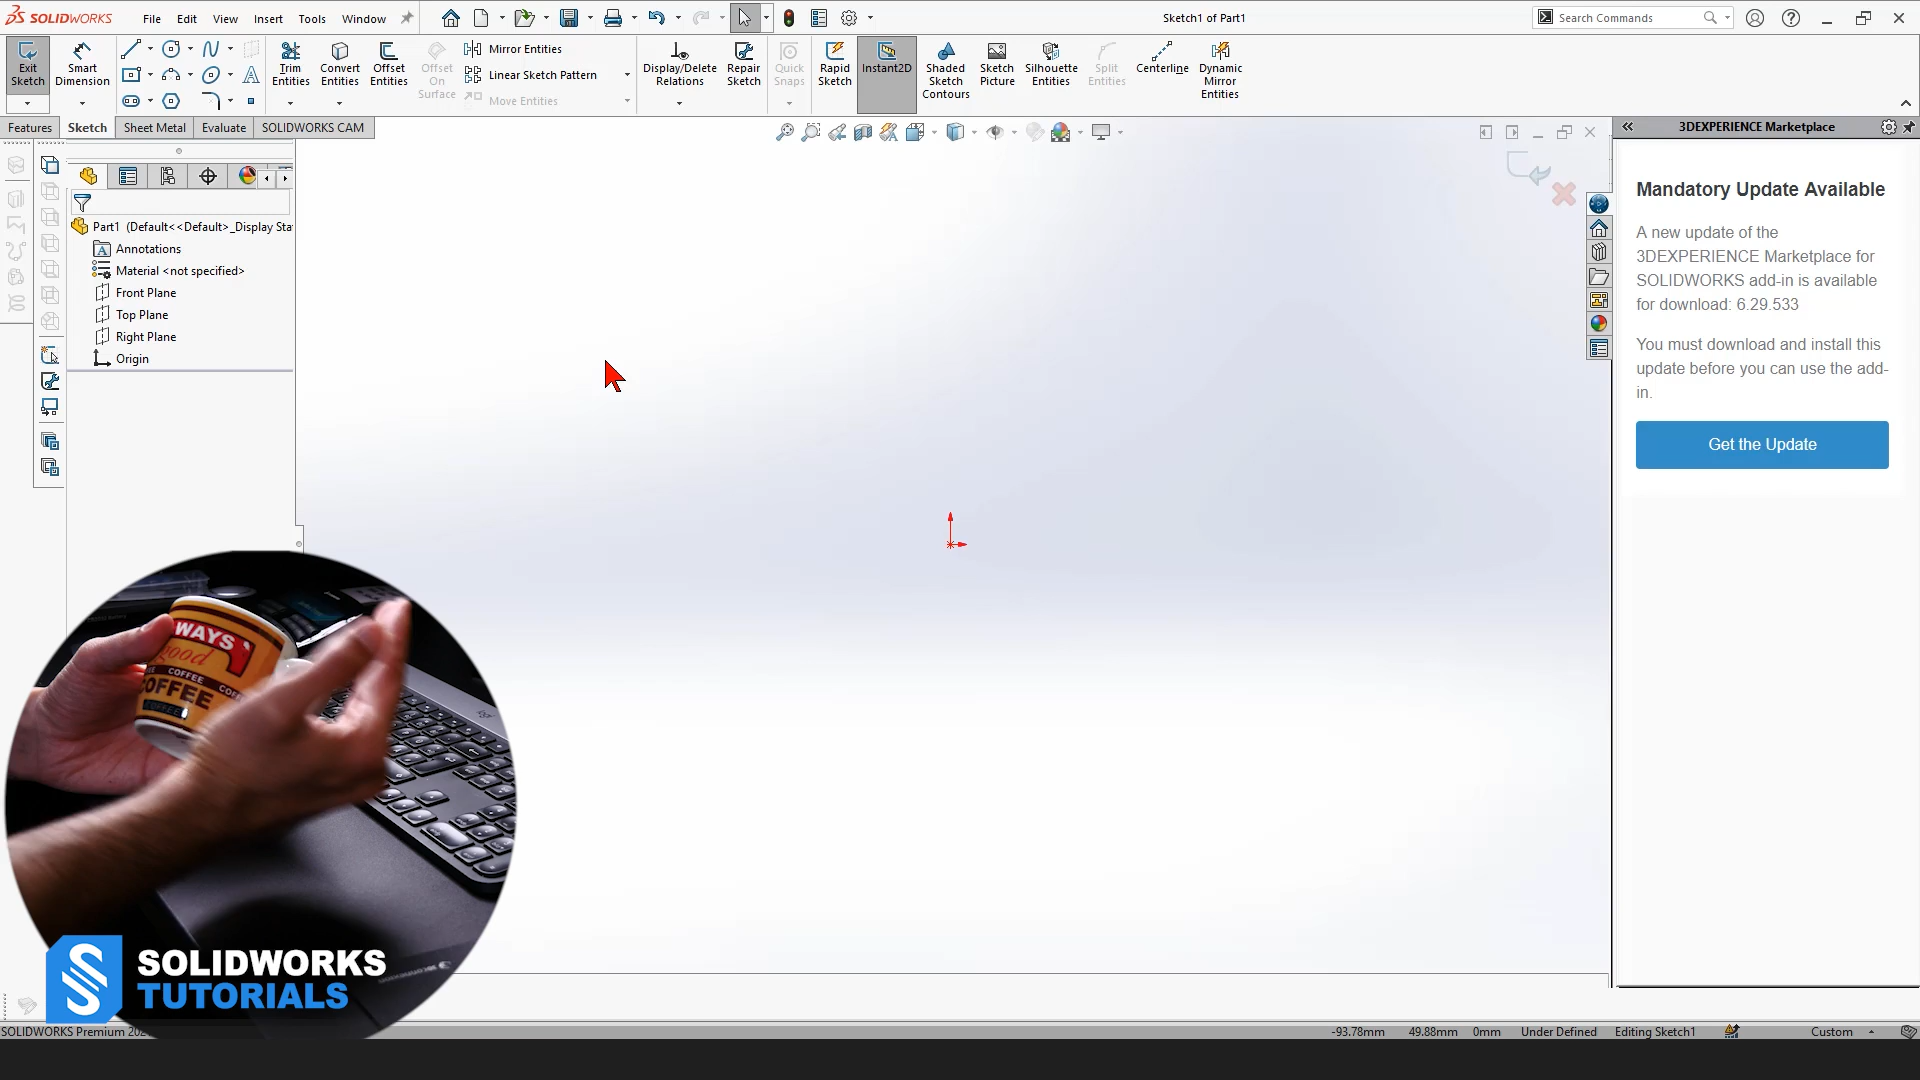 SOLIDWORKS
File Edit View Insert Tools Window
Sketch1 of Part1
Search Commands
Exit Sketch
Smart Dimension
Trim Entities
Convert Entities
Offset Entities
Offset On Surface
Mirror Entities
Linear Sketch Pattern
Move Entities
Display/Delete Relations
Repair Sketch
Quick Snaps
Rapid Sketch
Instant2D
Shaded Sketch Contours
Sketch Picture
Silhouette Entities
Split Entities
Centerline
Dynamic Mirror Entities
Features Sketch Sheet Metal Evaluate SOLIDWORKS CAM
3DEXPERIENCE Marketplace
Part1 (Default<<Default>_Display Sta
Annotations
Material <not specified>
Front Plane
Top Plane
Right Plane
Origin
Mandatory Update Available
A new update of the
3DEXPERIENCE Marketplace for
SOLIDWORKS add-in is available
for download: 6.29.533
You must download and install this
update before you can use the add-
in.
Get the Update
WAYS
good
COFFEE
COFFEE
COFFEE
SOLIDWORKS
TUTORIALS
SOLIDWORKS Premium 20
-93.78mm 49.88mm 0mm Under Defined Editing Sketch1 Custom